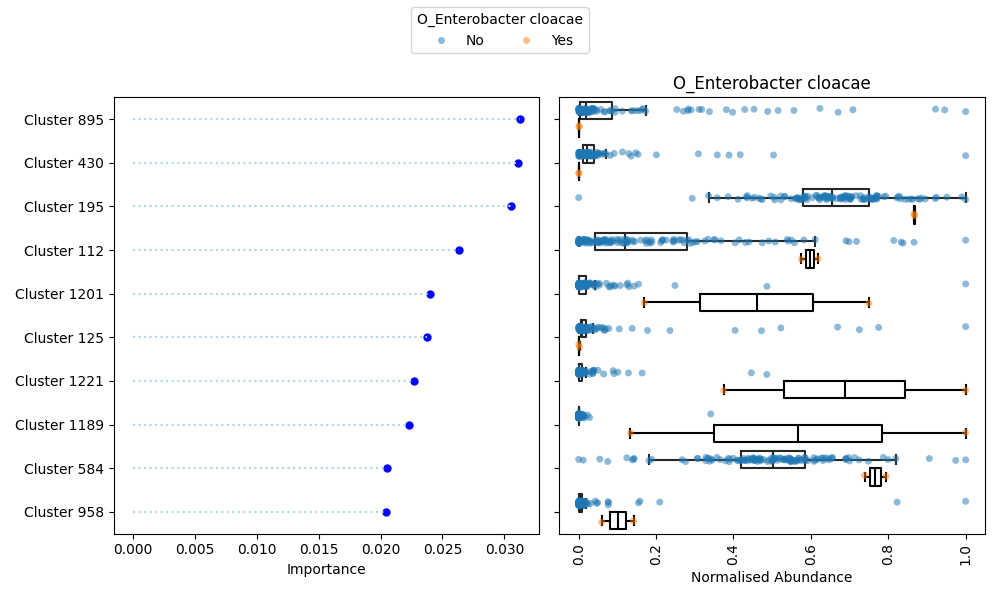 O_Enterobacter cloacae
No Yes
O_Enterobacter cloacae
Cluster 895
Cluster 430
Cluster 195
Cluster 112
Cluster 1201
Cluster 125
Cluster 1221
Cluster 1189
Cluster 584
Cluster 958
0.000 0.005 0.010 0.015 0.020 0.025 0.030
Importance
0.0 0.2 0.4 0.6 0.8 1.0
Normalised Abundance